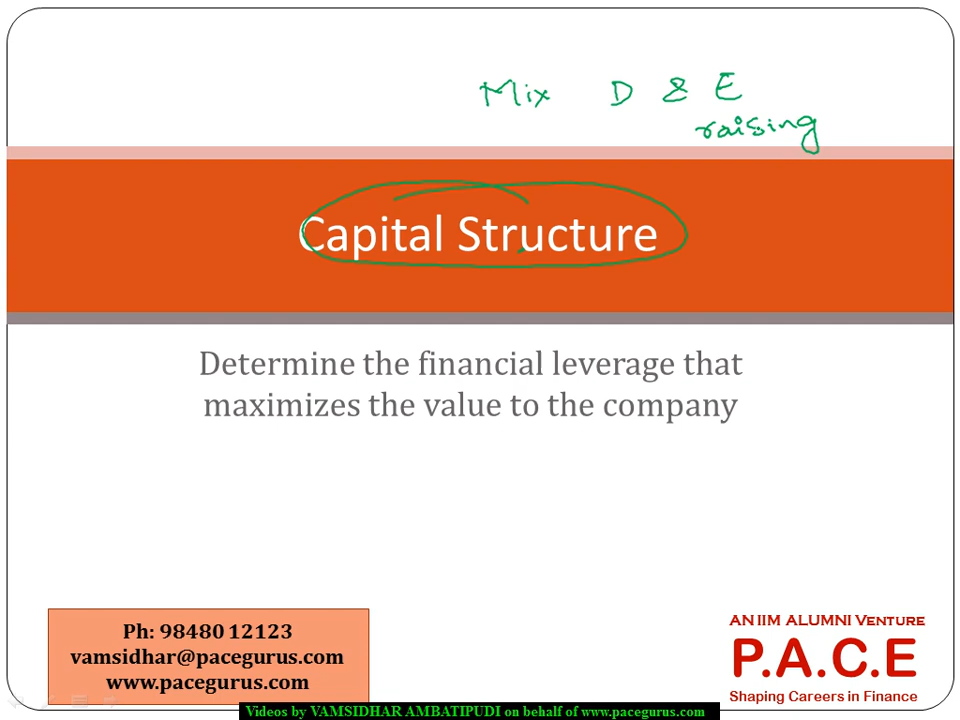 Mix D & E
raising
Capital Structure
Determine the financial leverage that
maximizes the value to the company
Ph: 98480 12123
vamsidhar@pacegurus.com
www.pacegurus.com
AN IIM ALUMNI VENTURE
P.A.C.E
Shaping Careers in Finance
Videos by VAMSIDHAR AMBATIPUDI on behalf of www.pacegurus.com